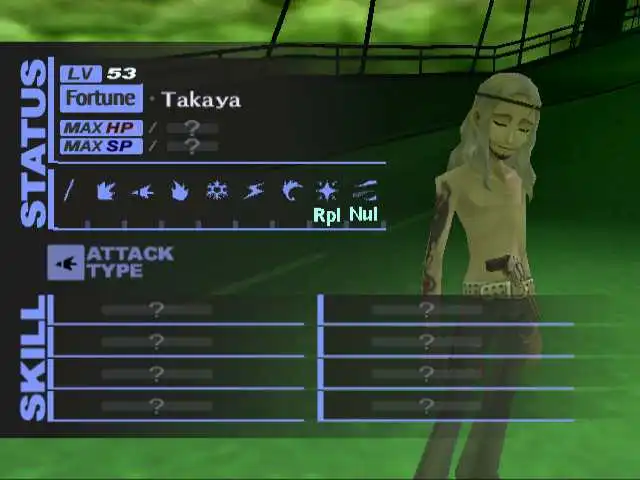 STATUS
LV 53
Fortune · Takaya
MAX HP / ?
MAX SP / ?
Rpl Nul
ATTACK
TYPE
SKILL
? ?
? ?
? ?
? ?